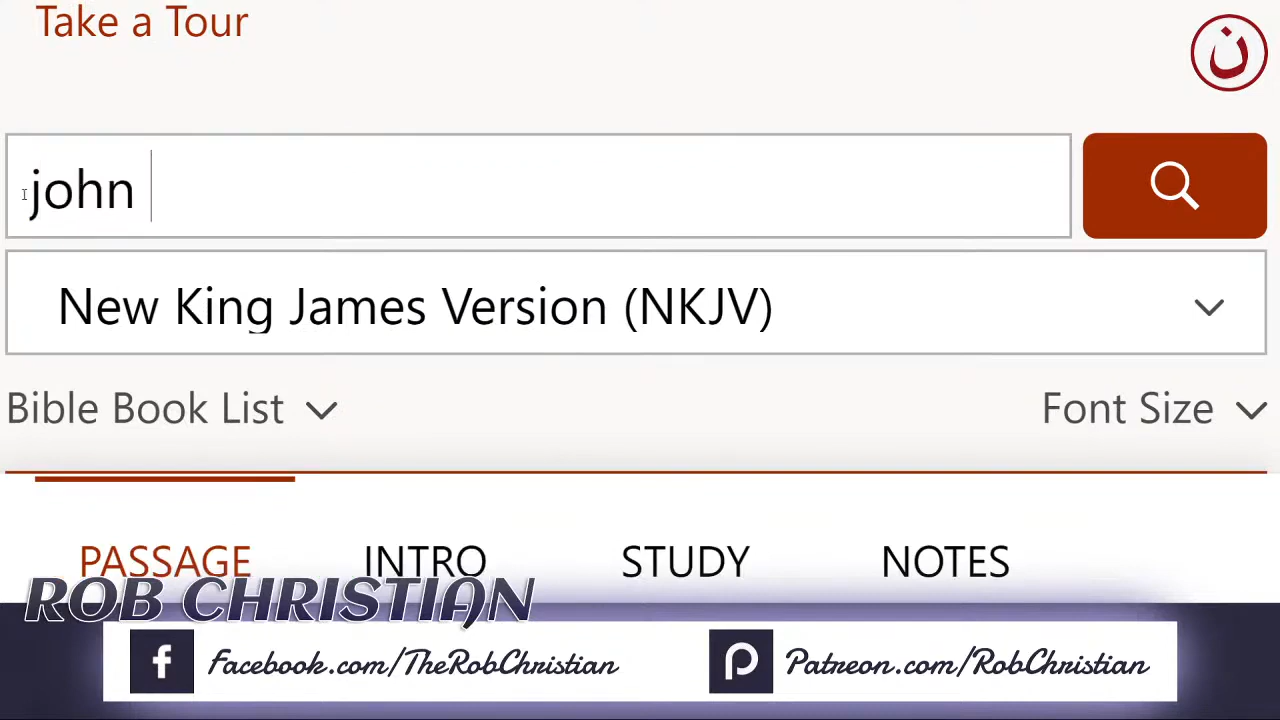 Take a Tour
ن
john
New King James Version (NKJV)
Bible Book List
Font Size
PASSAGE INTRO STUDY NOTES
ROB CHRISTIAN
Facebook.com/TheRobChristian
Patreon.com/RobChristian